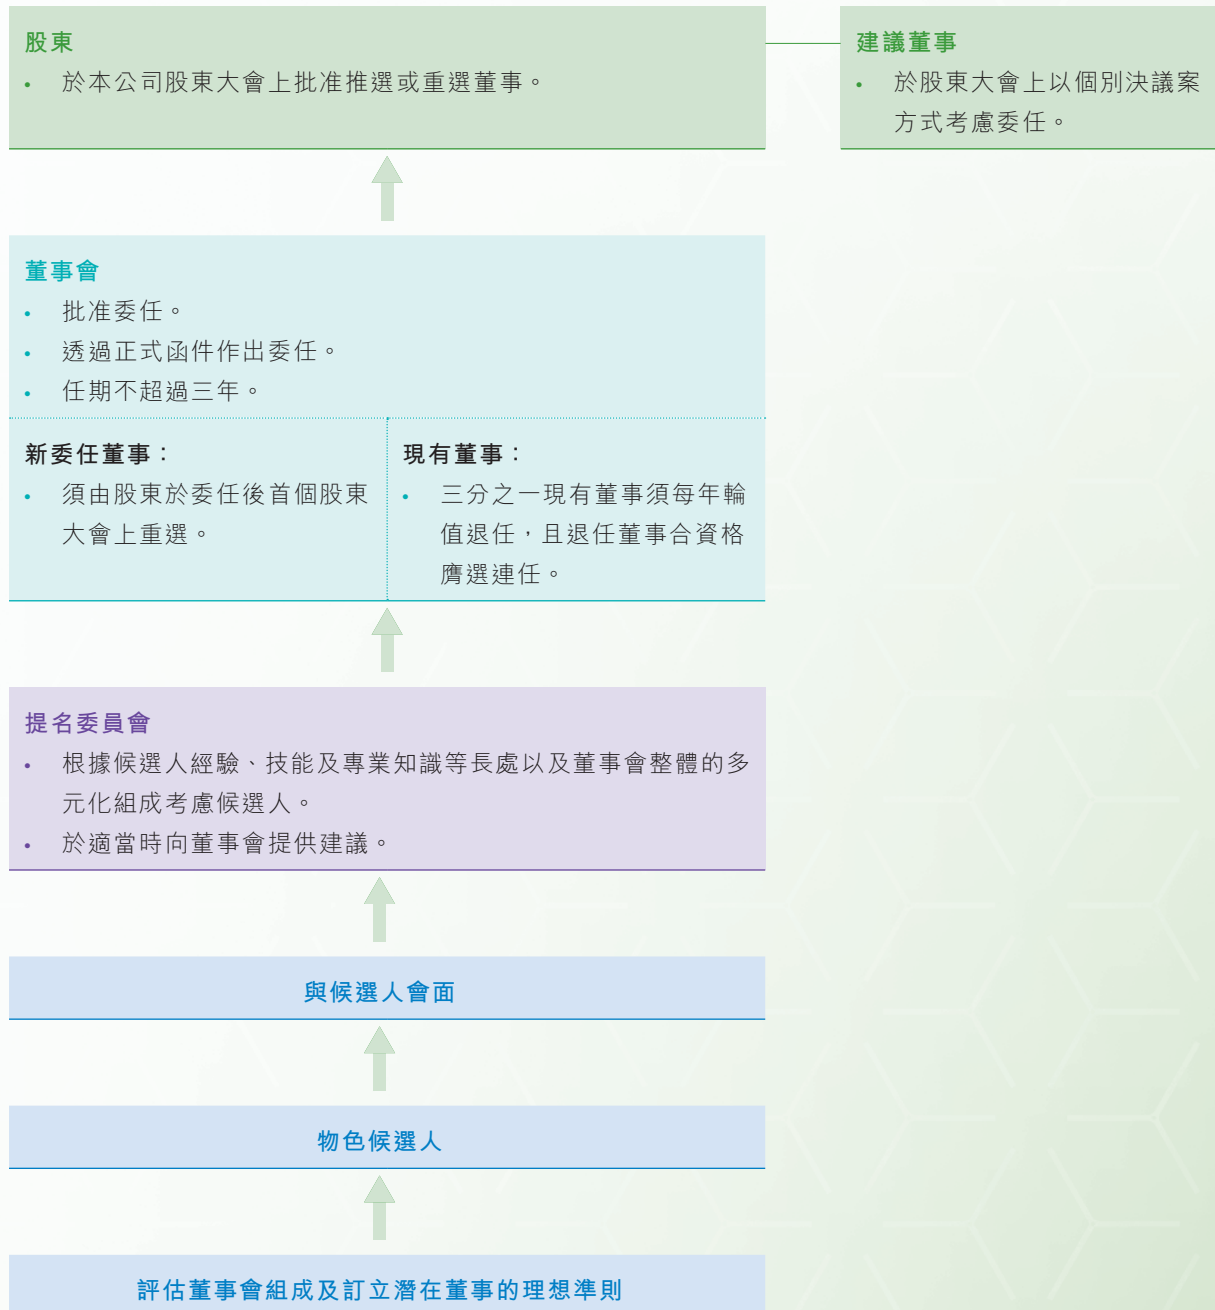 股東
• 於本公司股東大會上批准推選或重選董事。
建議董事
• 於股東大會上以個別決議案
方式考慮委任。
董事會
• 批准委任。
• 透過正式函件作出委任。
• 任期不超過三年。
新委任董事：
• 須由股東於委任後首個股東
大會上重選。
現有董事：
• 三分之一現有董事須每年輪
值退任，且退任董事合資格
膺選連任。
提名委員會
• 根據候選人經驗、技能及專業知識等長處以及董事會整體的多
元化組成考慮候選人。
• 於適當時向董事會提供建議。
與候選人會面
物色候選人
評估董事會組成及訂立潛在董事的理想準則